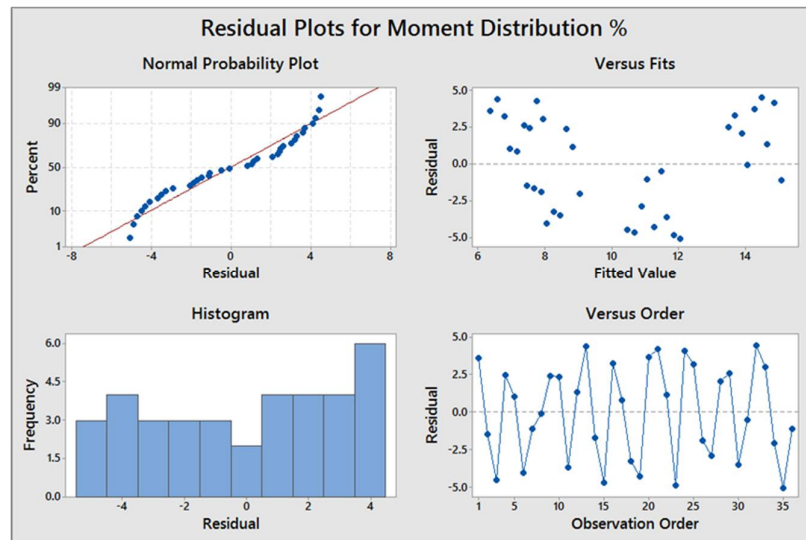 Residual Plots for Moment Distribution %
Normal Probability Plot
99
90
50
10
1
Percent
-8 -4 0 4 8
Residual
Versus Fits
5.0
2.5
0.0
-2.5
-5.0
Residual
6 8 10 12 14
Fitted Value
Histogram
6.0
4.5
3.0
1.5
0.0
Frequency
-4 -2 0 2 4
Residual
Versus Order
5.0
2.5
0.0
-2.5
-5.0
Residual
1 5 10 15 20 25 30 35
Observation Order